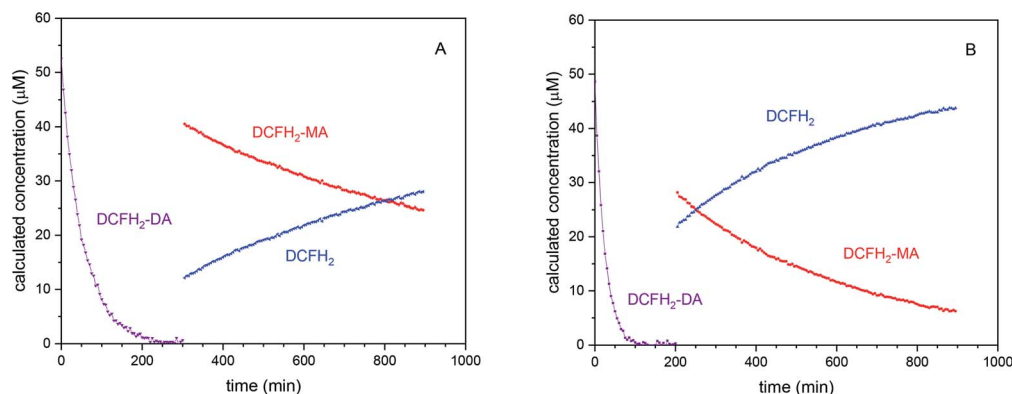 60
50
40
30
20
10
0
calculated concentration (μM)
A
DCFH2-MA
DCFH2-DA
DCFH2
0 200 400 600 800 1000
time (min)
60
50
40
30
20
10
0
calculated concentration (μM)
B
DCFH2
DCFH2-MA
DCFH2-DA
0 200 400 600 800 1000
time (min)